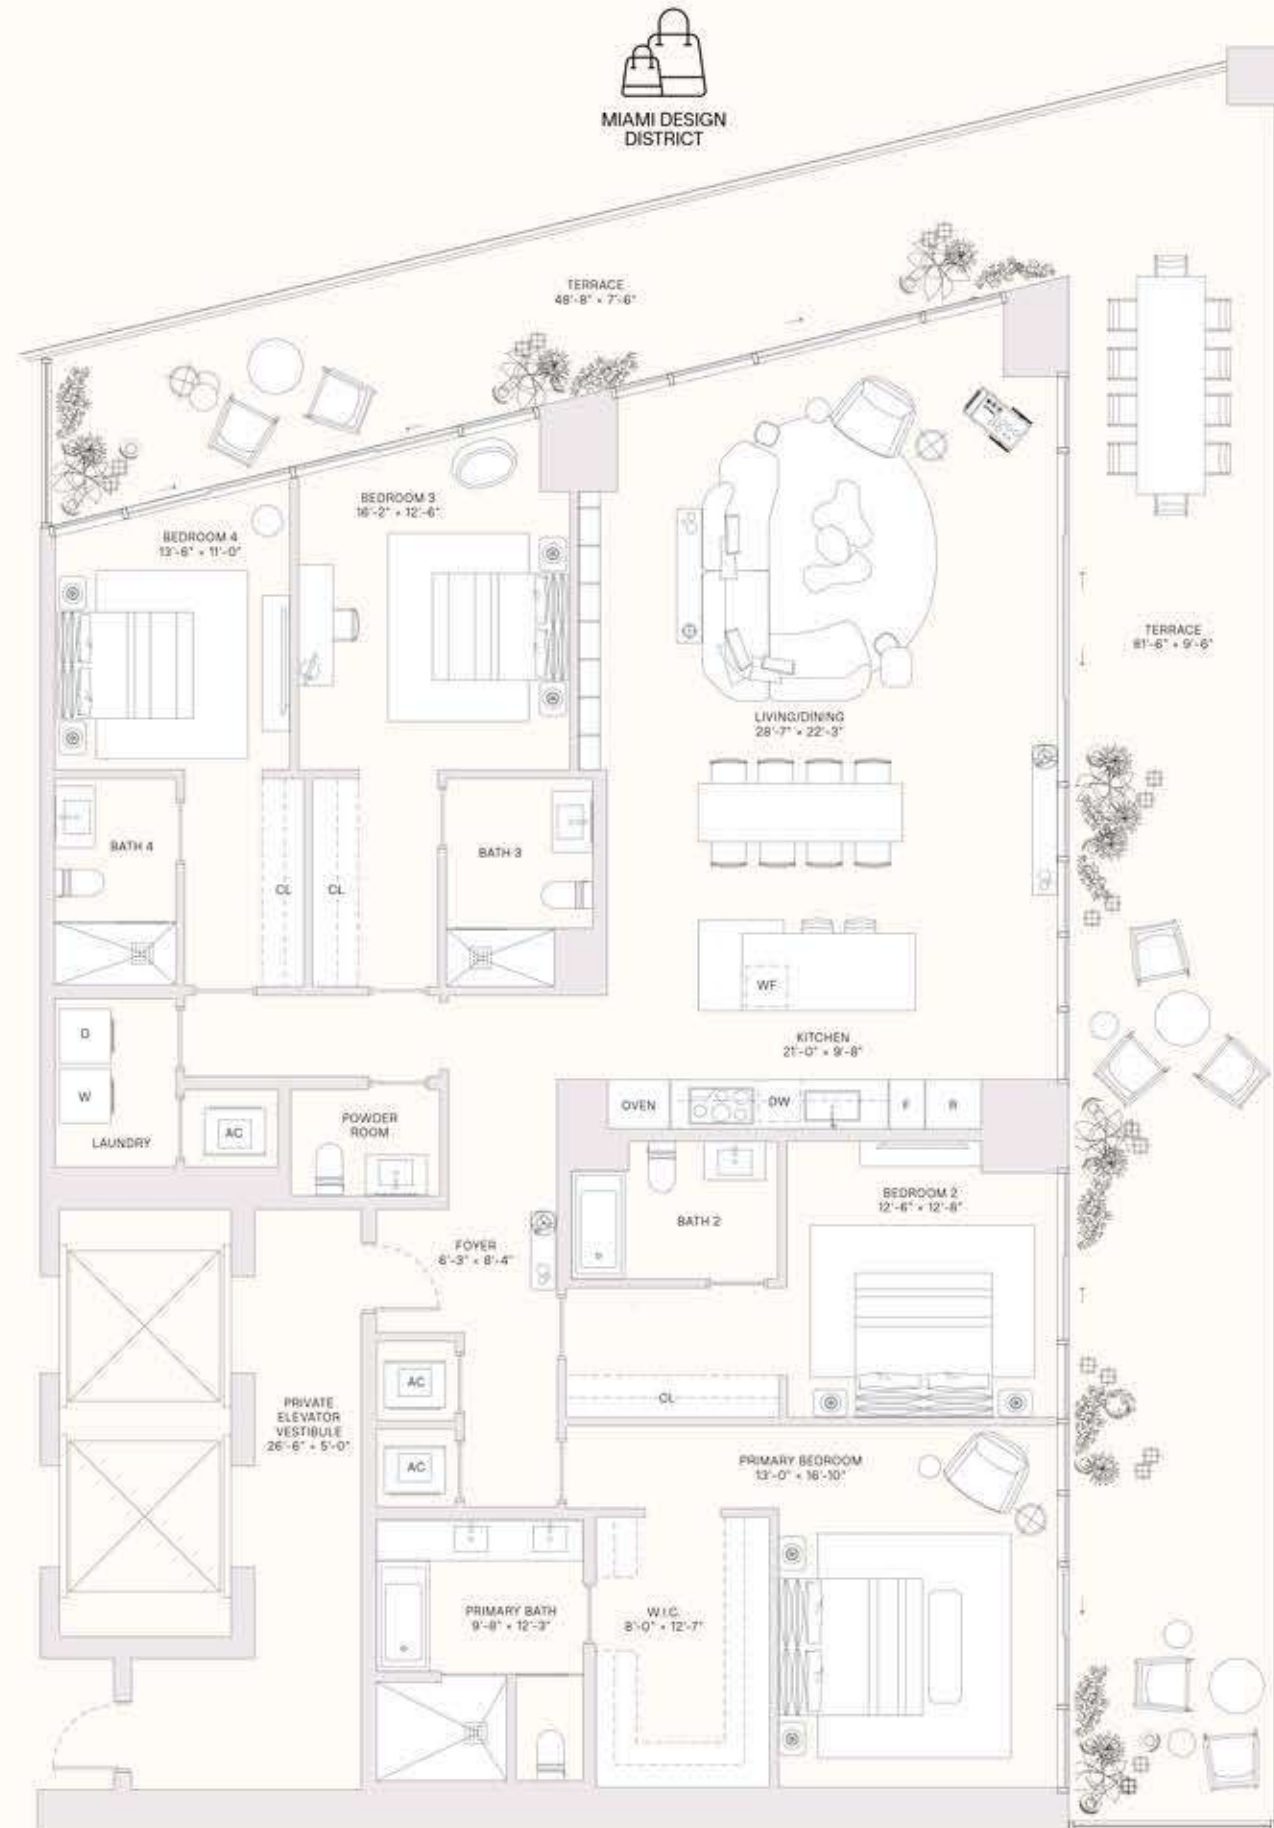 MIAMI DESIGN
DISTRICT
TERRACE
48'-8" × 7'-6"
BEDROOM 3
16'-2" × 12'-6"
BEDROOM 4
13'-6" × 11'-0"
TERRACE
61'-6" × 9'-6"
LIVING/DINING
28'-7" × 22'-3"
BATH 4
BATH 3
CL
CL
WF
KITCHEN
21'-0" × 9'-8"
D
W
LAUNDRY
AC
POWDER
ROOM
OVEN
DW
F
R
BATH 2
BEDROOM 2
12'-6" × 12'-8"
FOYER
6'-3" × 8'-4"
AC
CL
PRIVATE
ELEVATOR
VESTIBULE
26'-6" × 5'-0"
AC
PRIMARY BEDROOM
13'-0" × 16'-10"
PRIMARY BATH
9'-8" × 12'-3"
W.I.C.
8'-0" × 12'-7"